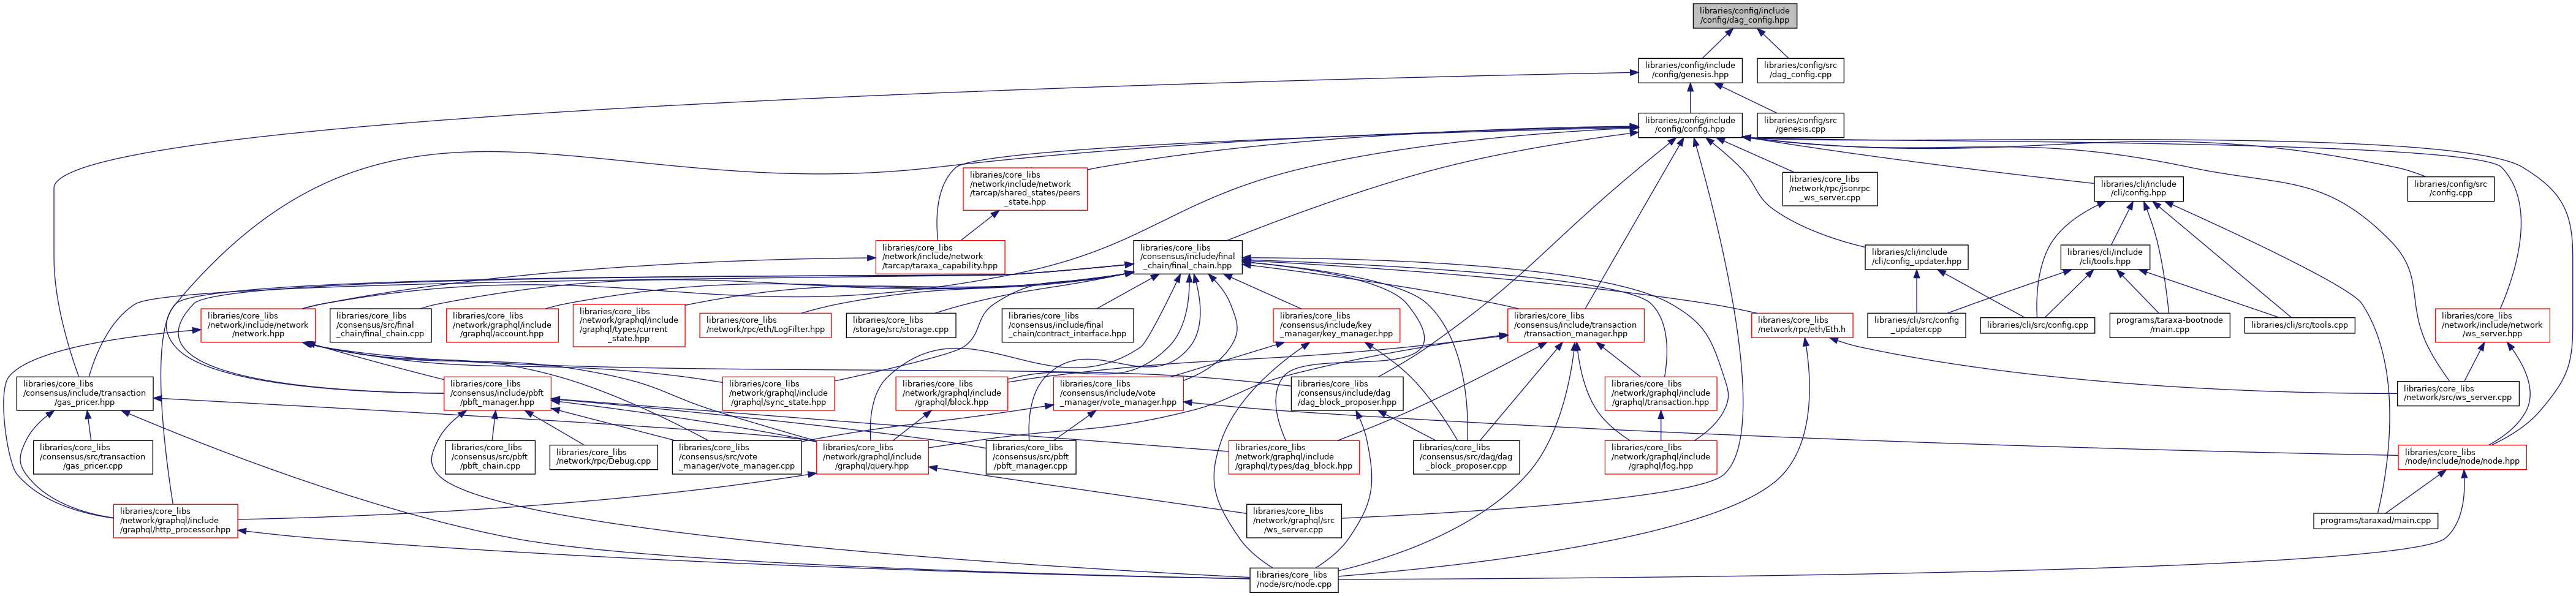 libraries/config/include
/config/dag_config.hpp
libraries/config/include
/config/genesis.hpp
libraries/config/src
/dag_config.cpp
libraries/config/include
/config/config.hpp
libraries/config/src
/genesis.cpp
libraries/core_libs
/network/include/network
/tarcap/shared_states/peers
_state.hpp
libraries/core_libs
/network/rpc/jsonrpc
_ws_server.cpp
libraries/cli/include
/cli/config.hpp
libraries/config/src
/config.cpp
libraries/core_libs
/network/include/network
/tarcap/taraxa_capability.hpp
libraries/core_libs
/consensus/include/final
_chain/final_chain.hpp
libraries/cli/include
/cli/config_updater.hpp
libraries/cli/include
/cli/tools.hpp
libraries/core_libs
/network/include/network
/network.hpp
libraries/core_libs
/consensus/src/final
_chain/final_chain.cpp
libraries/core_libs
/network/graphql/include
/graphql/account.hpp
libraries/core_libs
/network/graphql/include
/graphql/types/current
_state.hpp
libraries/core_libs
/network/rpc/eth/LogFilter.hpp
libraries/core_libs
/storage/src/storage.cpp
libraries/core_libs
/consensus/include/final
_chain/contract_interface.hpp
libraries/core_libs
/consensus/include/key
_manager/key_manager.hpp
libraries/core_libs
/consensus/include/transaction
/transaction_manager.hpp
libraries/core_libs
/network/rpc/eth/Eth.h
libraries/cli/src/config
_updater.cpp
libraries/cli/src/config.cpp
programs/taraxa-bootnode
/main.cpp
libraries/cli/src/tools.cpp
libraries/core_libs
/network/include/network
/ws_server.hpp
libraries/core_libs
/consensus/include/transaction
/gas_pricer.hpp
libraries/core_libs
/consensus/include/pbft
/pbft_manager.hpp
libraries/core_libs
/network/graphql/include
/graphql/sync_state.hpp
libraries/core_libs
/network/graphql/include
/graphql/block.hpp
libraries/core_libs
/consensus/include/vote
_manager/vote_manager.hpp
libraries/core_libs
/consensus/include/dag
/dag_block_proposer.hpp
libraries/core_libs
/network/graphql/include
/graphql/transaction.hpp
libraries/core_libs
/network/src/ws_server.cpp
libraries/core_libs
/consensus/src/transaction
/gas_pricer.cpp
libraries/core_libs
/consensus/src/pbft
/pbft_chain.cpp
libraries/core_libs
/network/rpc/Debug.cpp
libraries/core_libs
/consensus/src/vote
_manager/vote_manager.cpp
libraries/core_libs
/network/graphql/include
/graphql/query.hpp
libraries/core_libs
/consensus/src/pbft
/pbft_manager.cpp
libraries/core_libs
/network/graphql/include
/graphql/types/dag_block.hpp
libraries/core_libs
/consensus/src/dag/dag
_block_proposer.cpp
libraries/core_libs
/network/graphql/include
/graphql/log.hpp
libraries/core_libs
/node/include/node/node.hpp
libraries/core_libs
/network/graphql/include
/graphql/http_processor.hpp
libraries/core_libs
/network/graphql/src
/ws_server.cpp
programs/taraxad/main.cpp
libraries/core_libs
/node/src/node.cpp